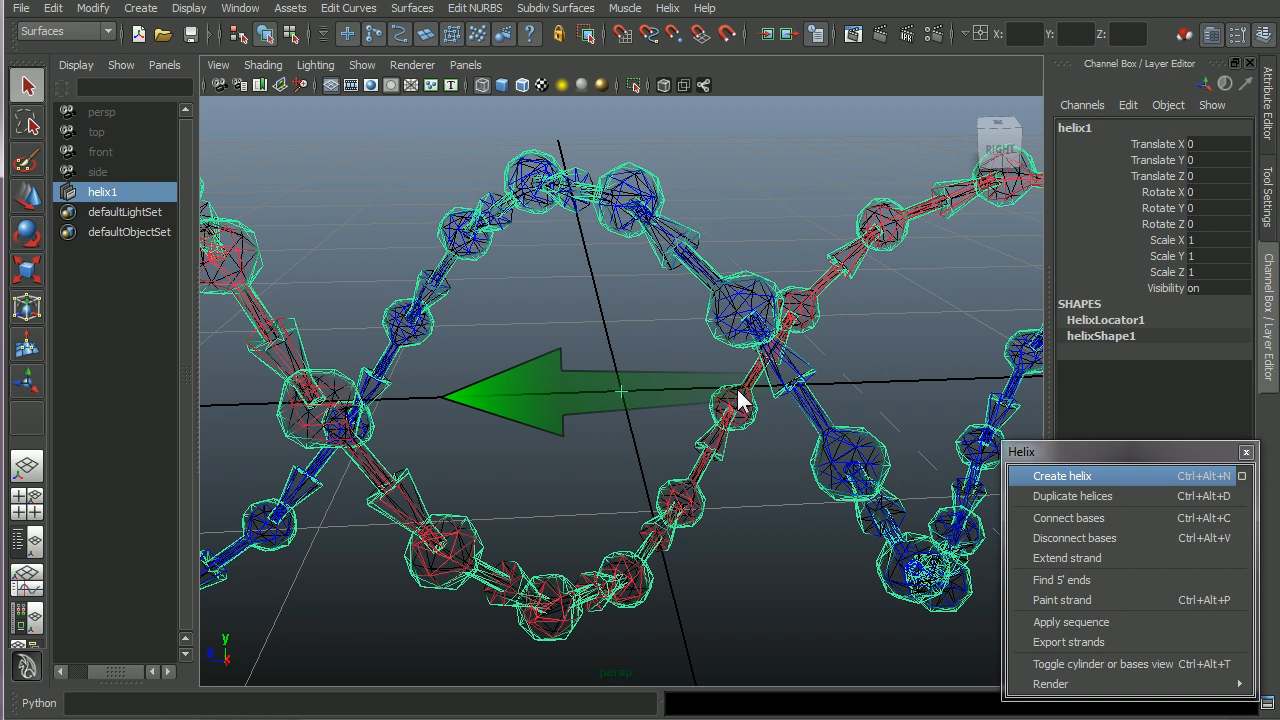 File Edit Modify Create Display Window Assets Edit Curves Surfaces Edit NURBS Subdiv Surfaces Muscle Helix Help
Surfaces
X: Y: Z:
Display Show Panels
persp
top
front
side
helix1
defaultLightSet
defaultObjectSet
View Shading Lighting Show Renderer Panels
RIGHT
y
x
persp
Channel Box / Layer Editor
Channels Edit Object Show
helix1
Translate X 0
Translate Y 0
Translate Z 0
Rotate X 0
Rotate Y 0
Rotate Z 0
Scale X 1
Scale Y 1
Scale Z 1
Visibility on
SHAPES
HelixLocator1
helixShape1
Attribute Editor
Tool Settings
Channel Box / Layer Editor
Helix
Create helix Ctrl+Alt+N
Duplicate helices Ctrl+Alt+D
Connect bases Ctrl+Alt+C
Disconnect bases Ctrl+Alt+V
Extend strand
Find 5' ends
Paint strand Ctrl+Alt+P
Apply sequence
Export strands
Toggle cylinder or bases view Ctrl+Alt+T
Render
Python